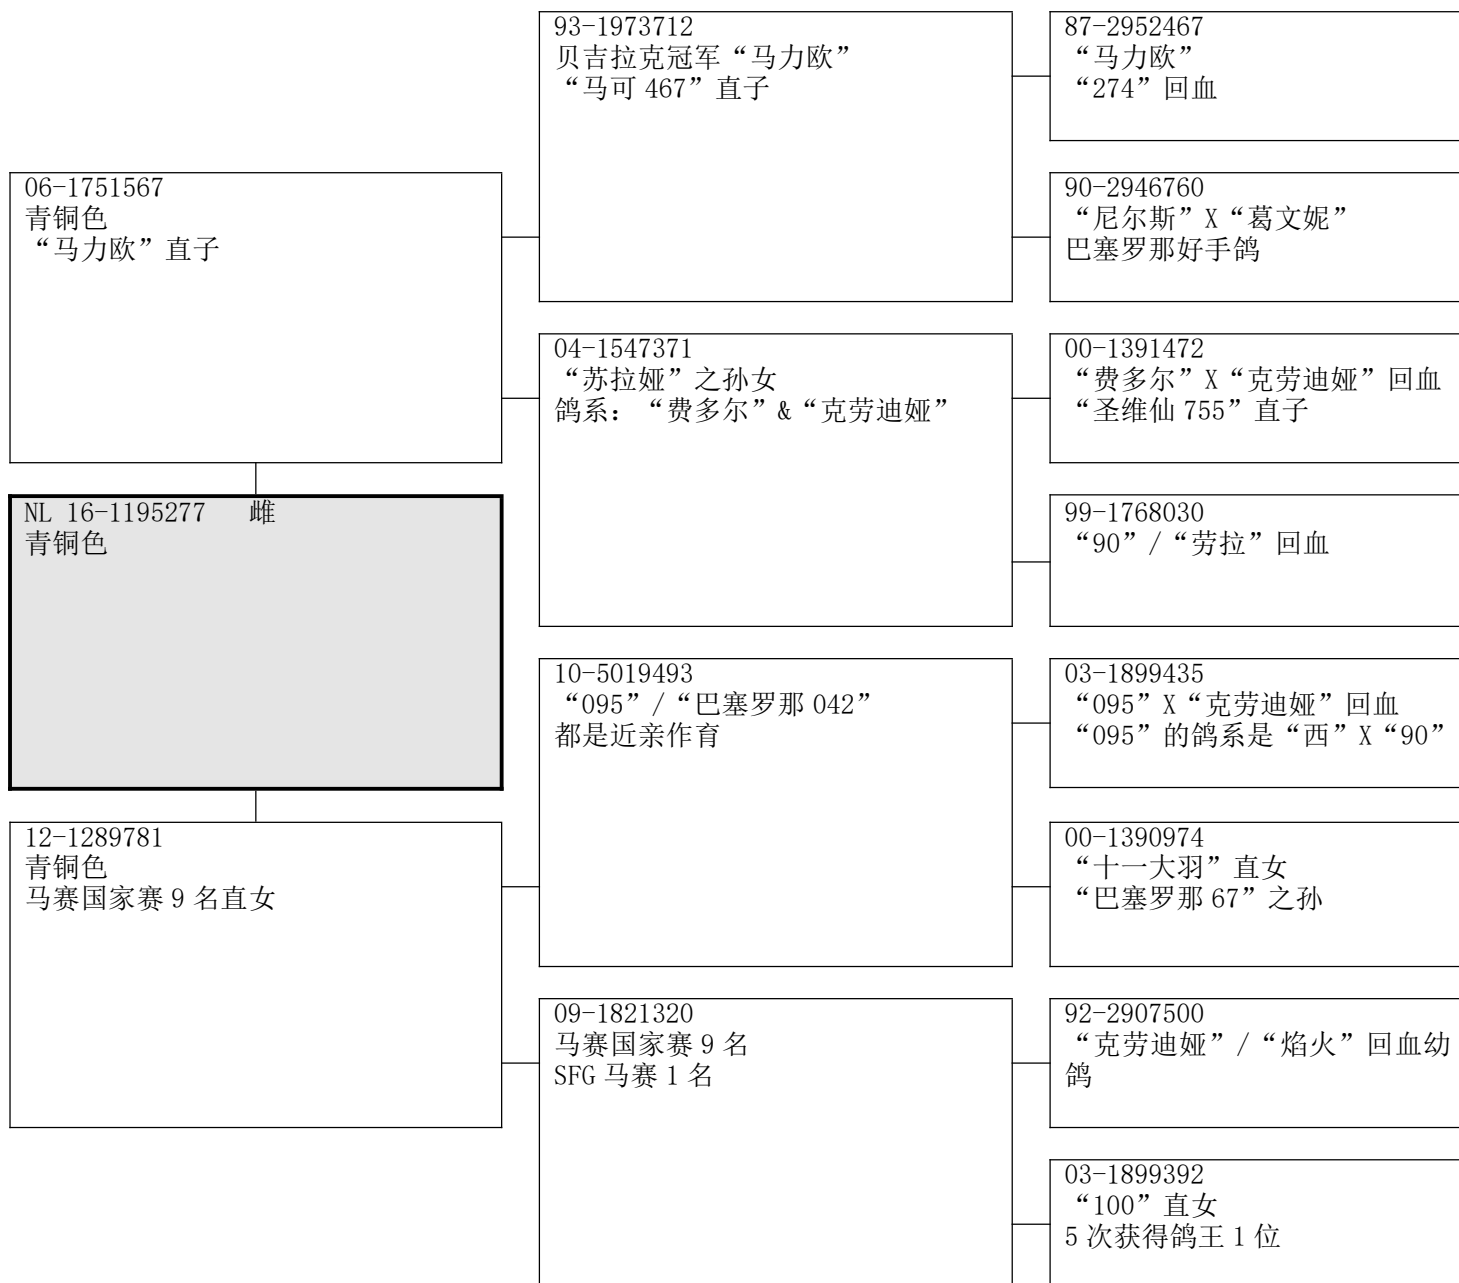 93-1973712
贝吉拉克冠军“马力欧”
“马可 467”直子
87-2952467
“马力欧”
“274”回血
06-1751567
青铜色
“马力欧”直子
90-2946760
“尼尔斯”X“葛文妮”
巴塞罗那好手鸽
04-1547371
“苏拉娅”之孙女
鸽系：“费多尔”&“克劳迪娅”
00-1391472
“费多尔”X“克劳迪娅”回血
“圣维仙 755”直子
NL 16-1195277 雌
青铜色
99-1768030
“90”/“劳拉”回血
10-5019493
“095”/“巴塞罗那 042”
都是近亲作育
03-1899435
“095”X“克劳迪娅”回血
“095”的鸽系是“西”X“90”
12-1289781
青铜色
马赛国家赛 9 名直女
00-1390974
“十一大羽”直女
“巴塞罗那 67”之孙
09-1821320
马赛国家赛 9 名
SFG 马赛 1 名
92-2907500
“克劳迪娅”/“焰火”回血幼
鸽
03-1899392
“100”直女
5 次获得鸽王 1 位